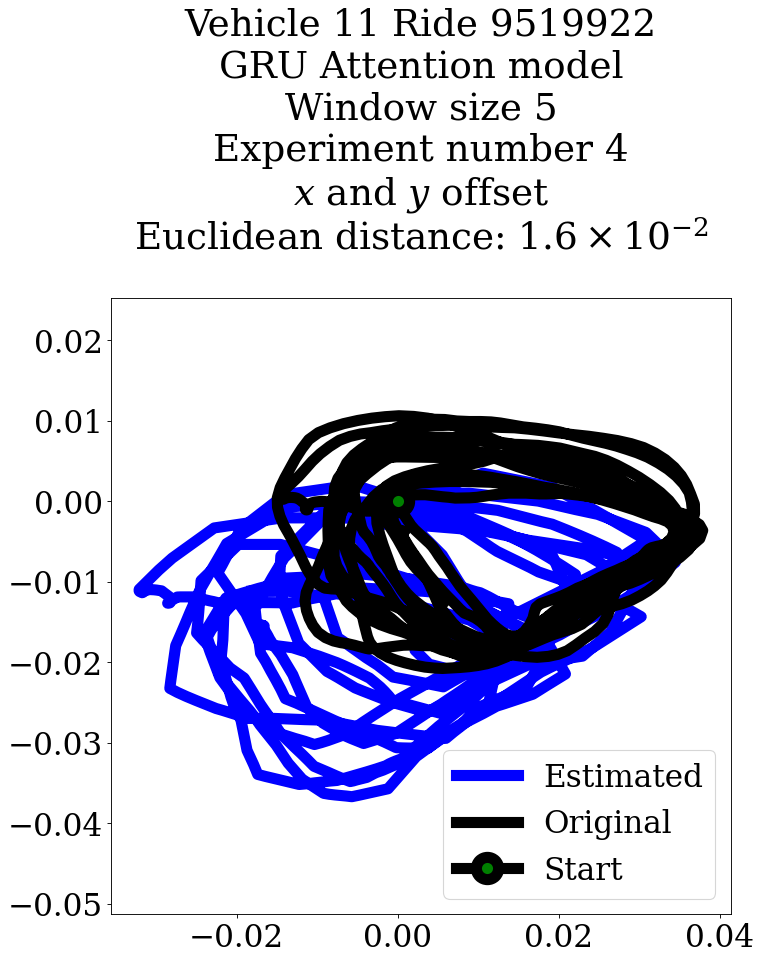 Vehicle 11 Ride 9519922
GRU Attention model
Window size 5
Experiment number 4
x and y offset
Euclidean distance: 1.6 × 10⁻²
0.02
0.01
0.00
−0.01
−0.02
−0.03
−0.04
−0.05
Estimated
Original
Start
−0.02 0.00 0.02 0.04